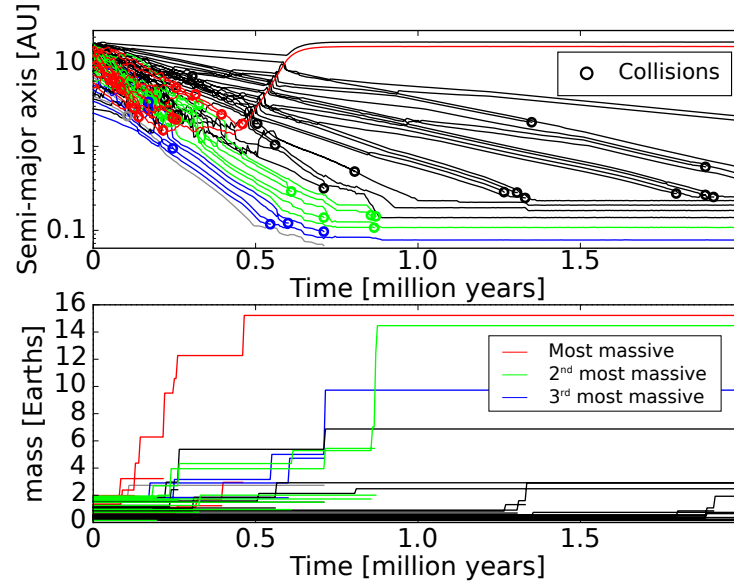 10
1
0.1
Semi-major axis [AU]
Collisions
0
0.5
1.0
1.5
Time [million years]
16
14
12
10
8
6
4
2
0
mass [Earths]
Most massive
2nd most massive
3rd most massive
0
0.5
1.0
1.5
Time [million years]